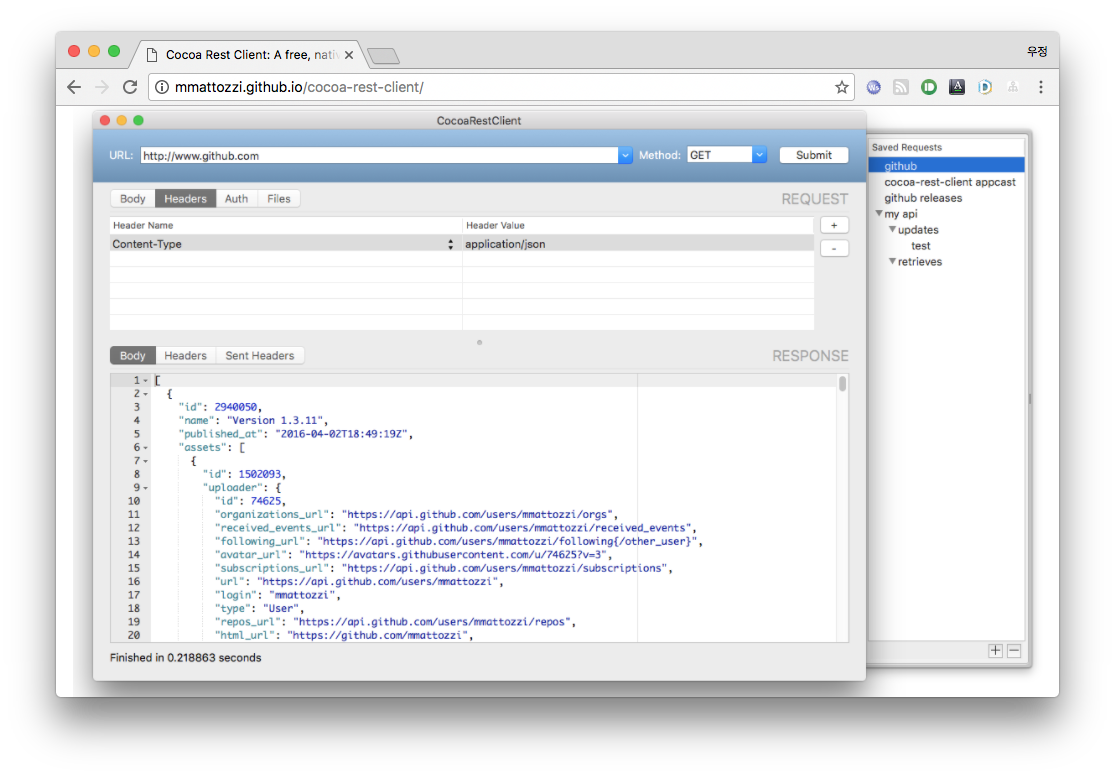 Cocoa Rest Client: A free, nati
우정
mmattozzi.github.io/cocoa-rest-client/
CocoaRestClient
URL: http://www.github.com Method: GET Submit
Body Headers Auth Files REQUEST
Header Name Header Value +
Content-Type application/json -
Body Headers Sent Headers RESPONSE
1 [
2 {
3 "id": 2940050,
4 "name": "Version 1.3.11",
5 "published_at": "2016-04-02T18:49:19Z",
6 "assets": [
7 {
8 "id": 1502093,
9 "uploader": {
10 "id": 74625,
11 "organizations_url": "https://api.github.com/users/mmattozzi/orgs",
12 "received_events_url": "https://api.github.com/users/mmattozzi/received_events",
13 "following_url": "https://api.github.com/users/mmattozzi/following{/other_user}",
14 "avatar_url": "https://avatars.githubusercontent.com/u/74625?v=3",
15 "subscriptions_url": "https://api.github.com/users/mmattozzi/subscriptions",
16 "url": "https://api.github.com/users/mmattozzi",
17 "login": "mmattozzi",
18 "type": "User",
19 "repos_url": "https://api.github.com/users/mmattozzi/repos",
20 "html_url": "https://github.com/mmattozzi",
Finished in 0.218863 seconds
Saved Requests
github
cocoa-rest-client appcast
github releases
my api
updates
test
retrieves
+ −